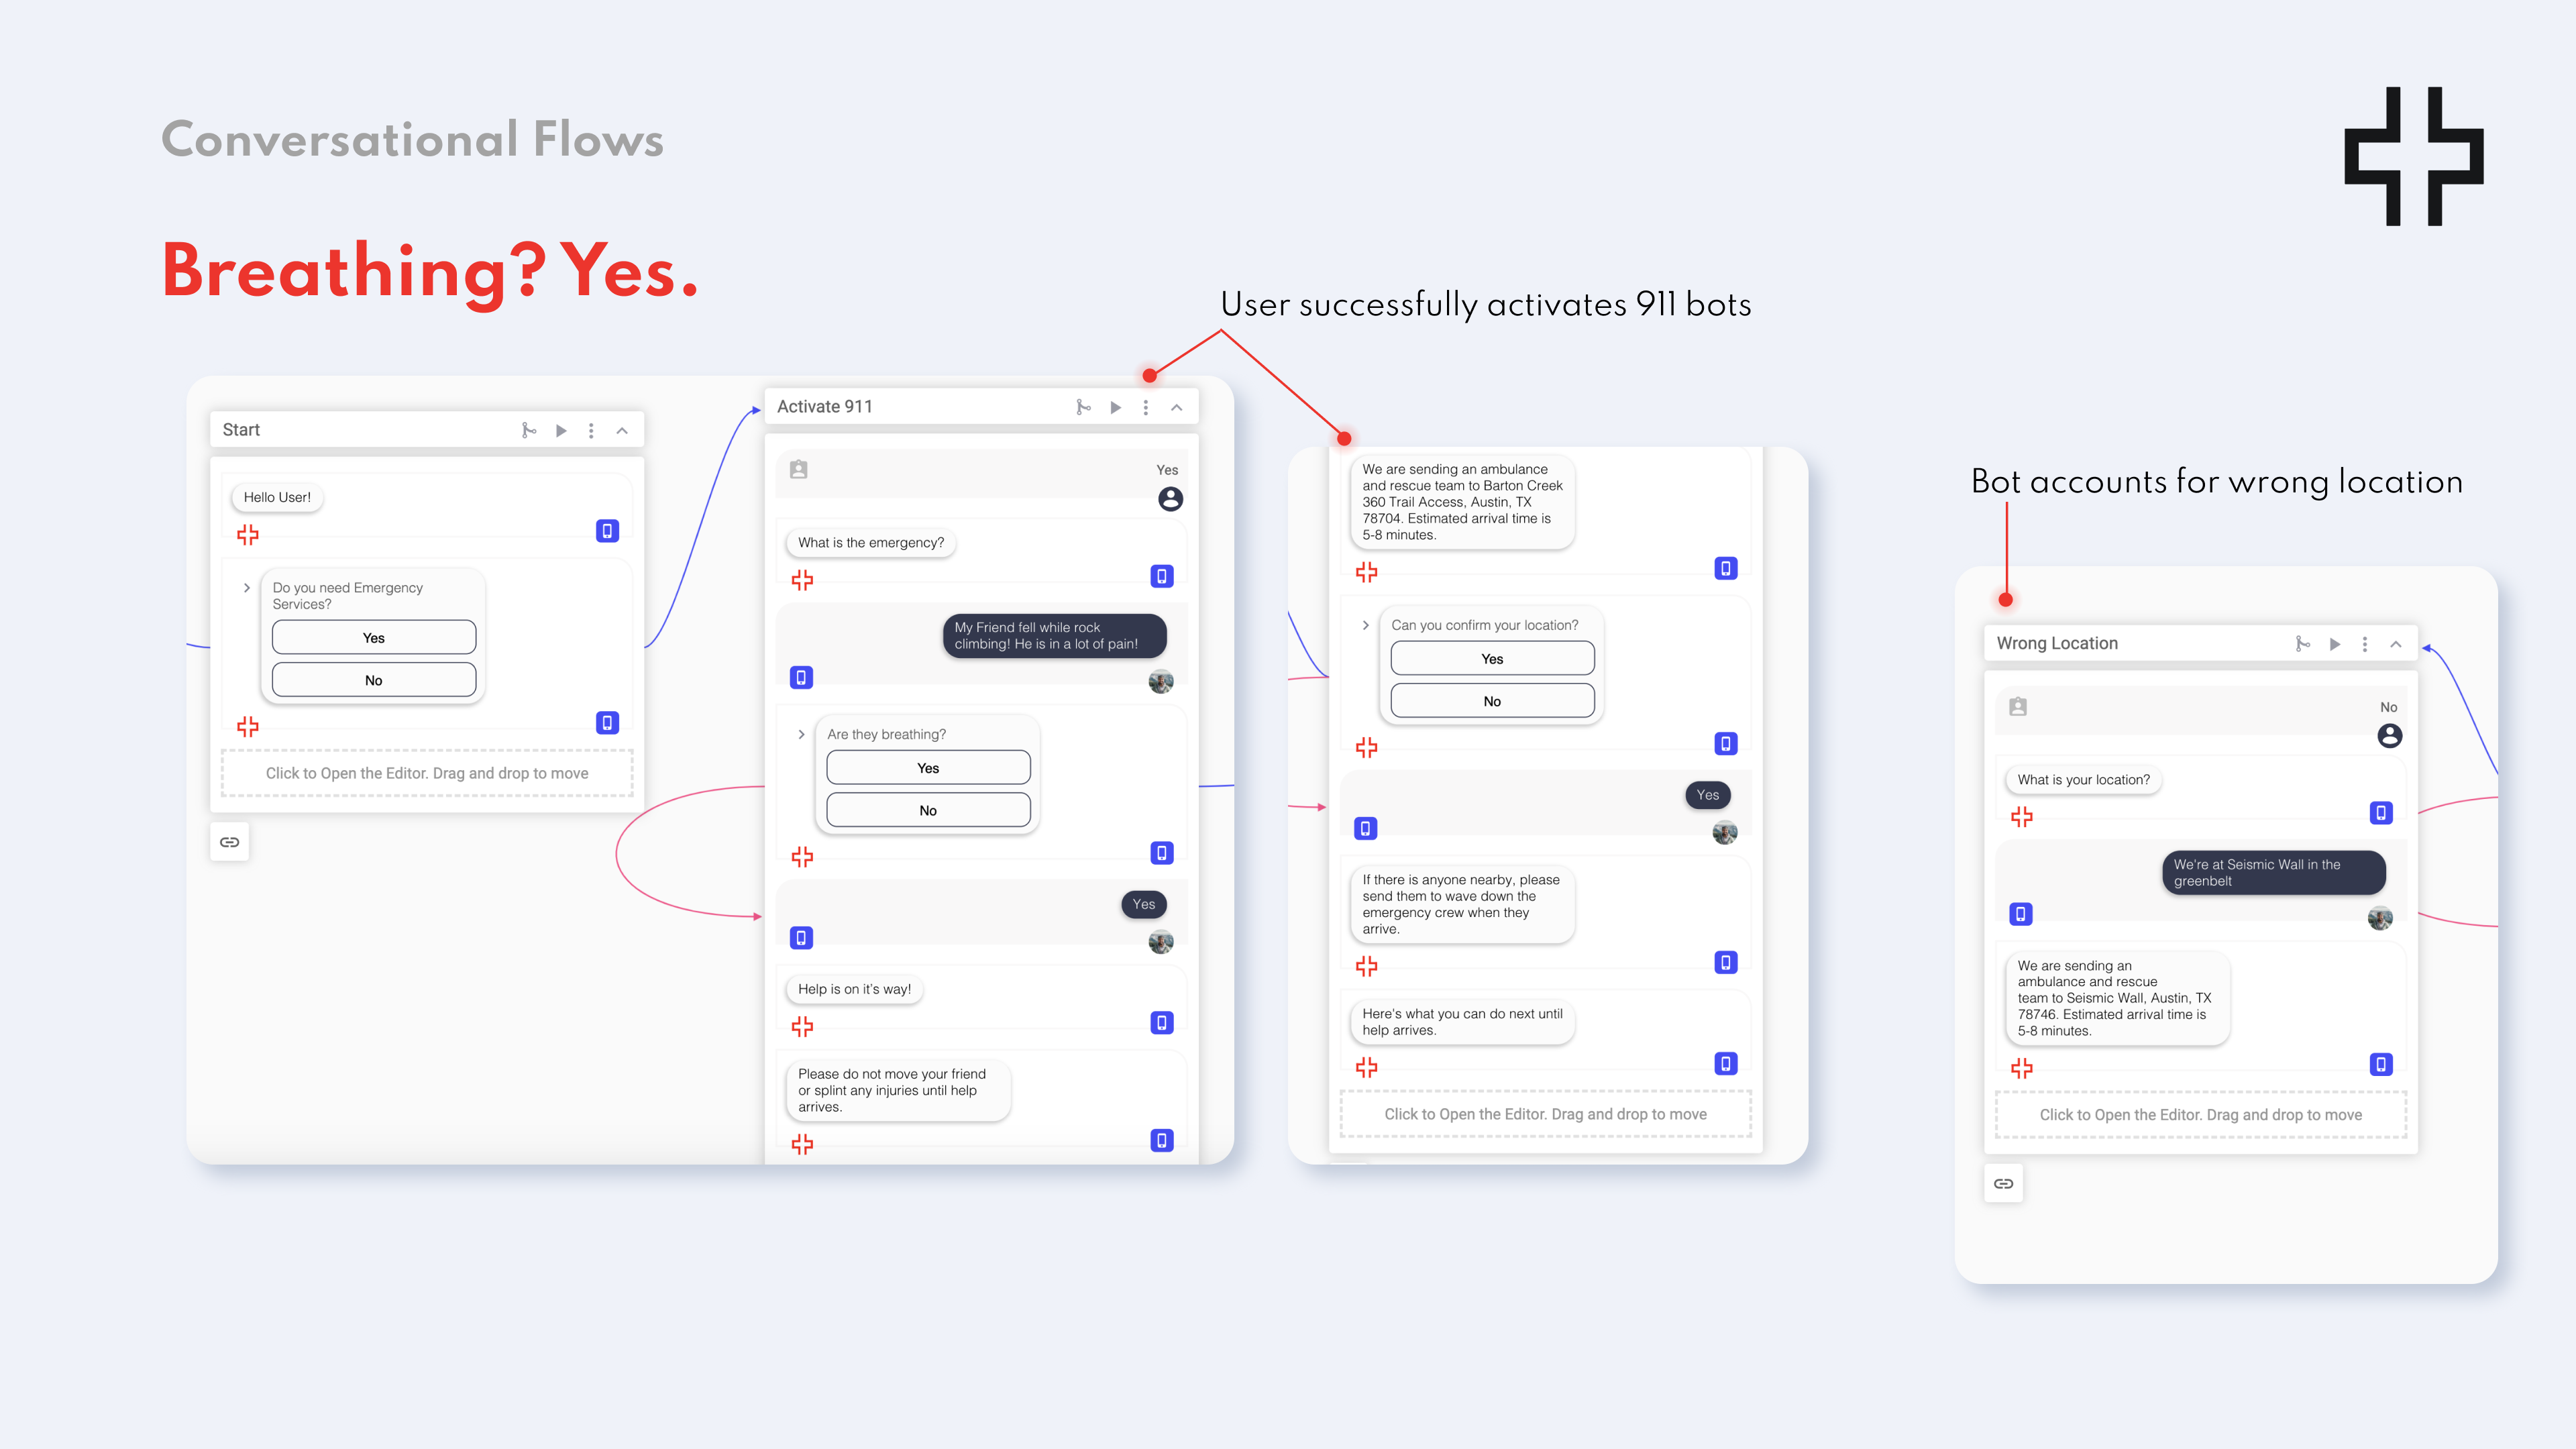 Conversational Flows
Breathing? Yes.
User successfully activates 911 bots
Start
Hello User!
Do you need Emergency
Services?
Yes
No
Click to Open the Editor. Drag and drop to move
Activate 911
Yes
What is the emergency?
My Friend fell while rock
climbing! He is in a lot of pain!
Are they breathing?
Yes
No
Yes
Help is on it's way!
Please do not move your friend
or splint any injuries until help
arrives.
We are sending an ambulance
and rescue team to Barton Creek
360 Trail Access, Austin, TX
78704. Estimated arrival time is
5-8 minutes.
Can you confirm your location?
Yes
No
Yes
If there is anyone nearby, please
send them to wave down the
emergency crew when they
arrive.
Here's what you can do next until
help arrives.
Click to Open the Editor. Drag and drop to move
Bot accounts for wrong location
Wrong Location
No
What is your location?
We're at Seismic Wall in the
greenbelt
We are sending an
ambulance and rescue
team to Seismic Wall, Austin, TX
78746. Estimated arrival time is
5-8 minutes.
Click to Open the Editor. Drag and drop to move